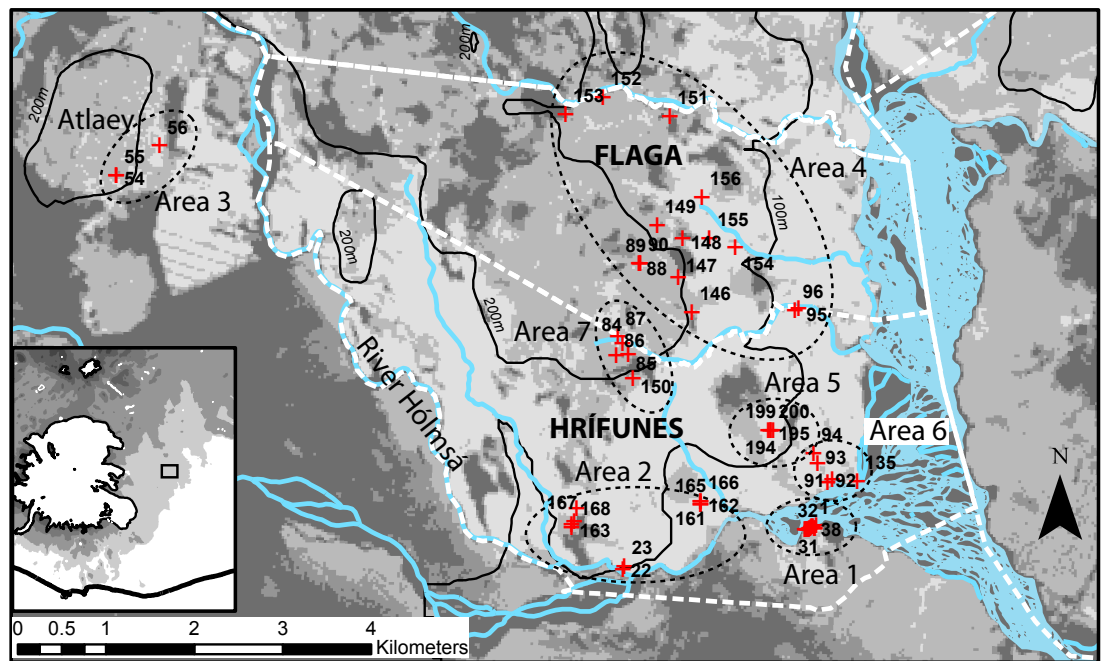 200m
152
153
151
Atlaey
56
FLAGA
Area 4
55
54
156
Area 3
149
100m
155
200m
89
90
148
88
147
154
146
96
95
200m
Area 7
87
84
86
85
150
River Hólmsá
Area 5
HRÍFUNES
199
200
195
94
194
Area 6
93
135
Area 2
91
92
165
166
167
168
162
161
163
321
38
31
23
22
Area 1
N
0 0.5 1 2 3 4
Kilometers
200m